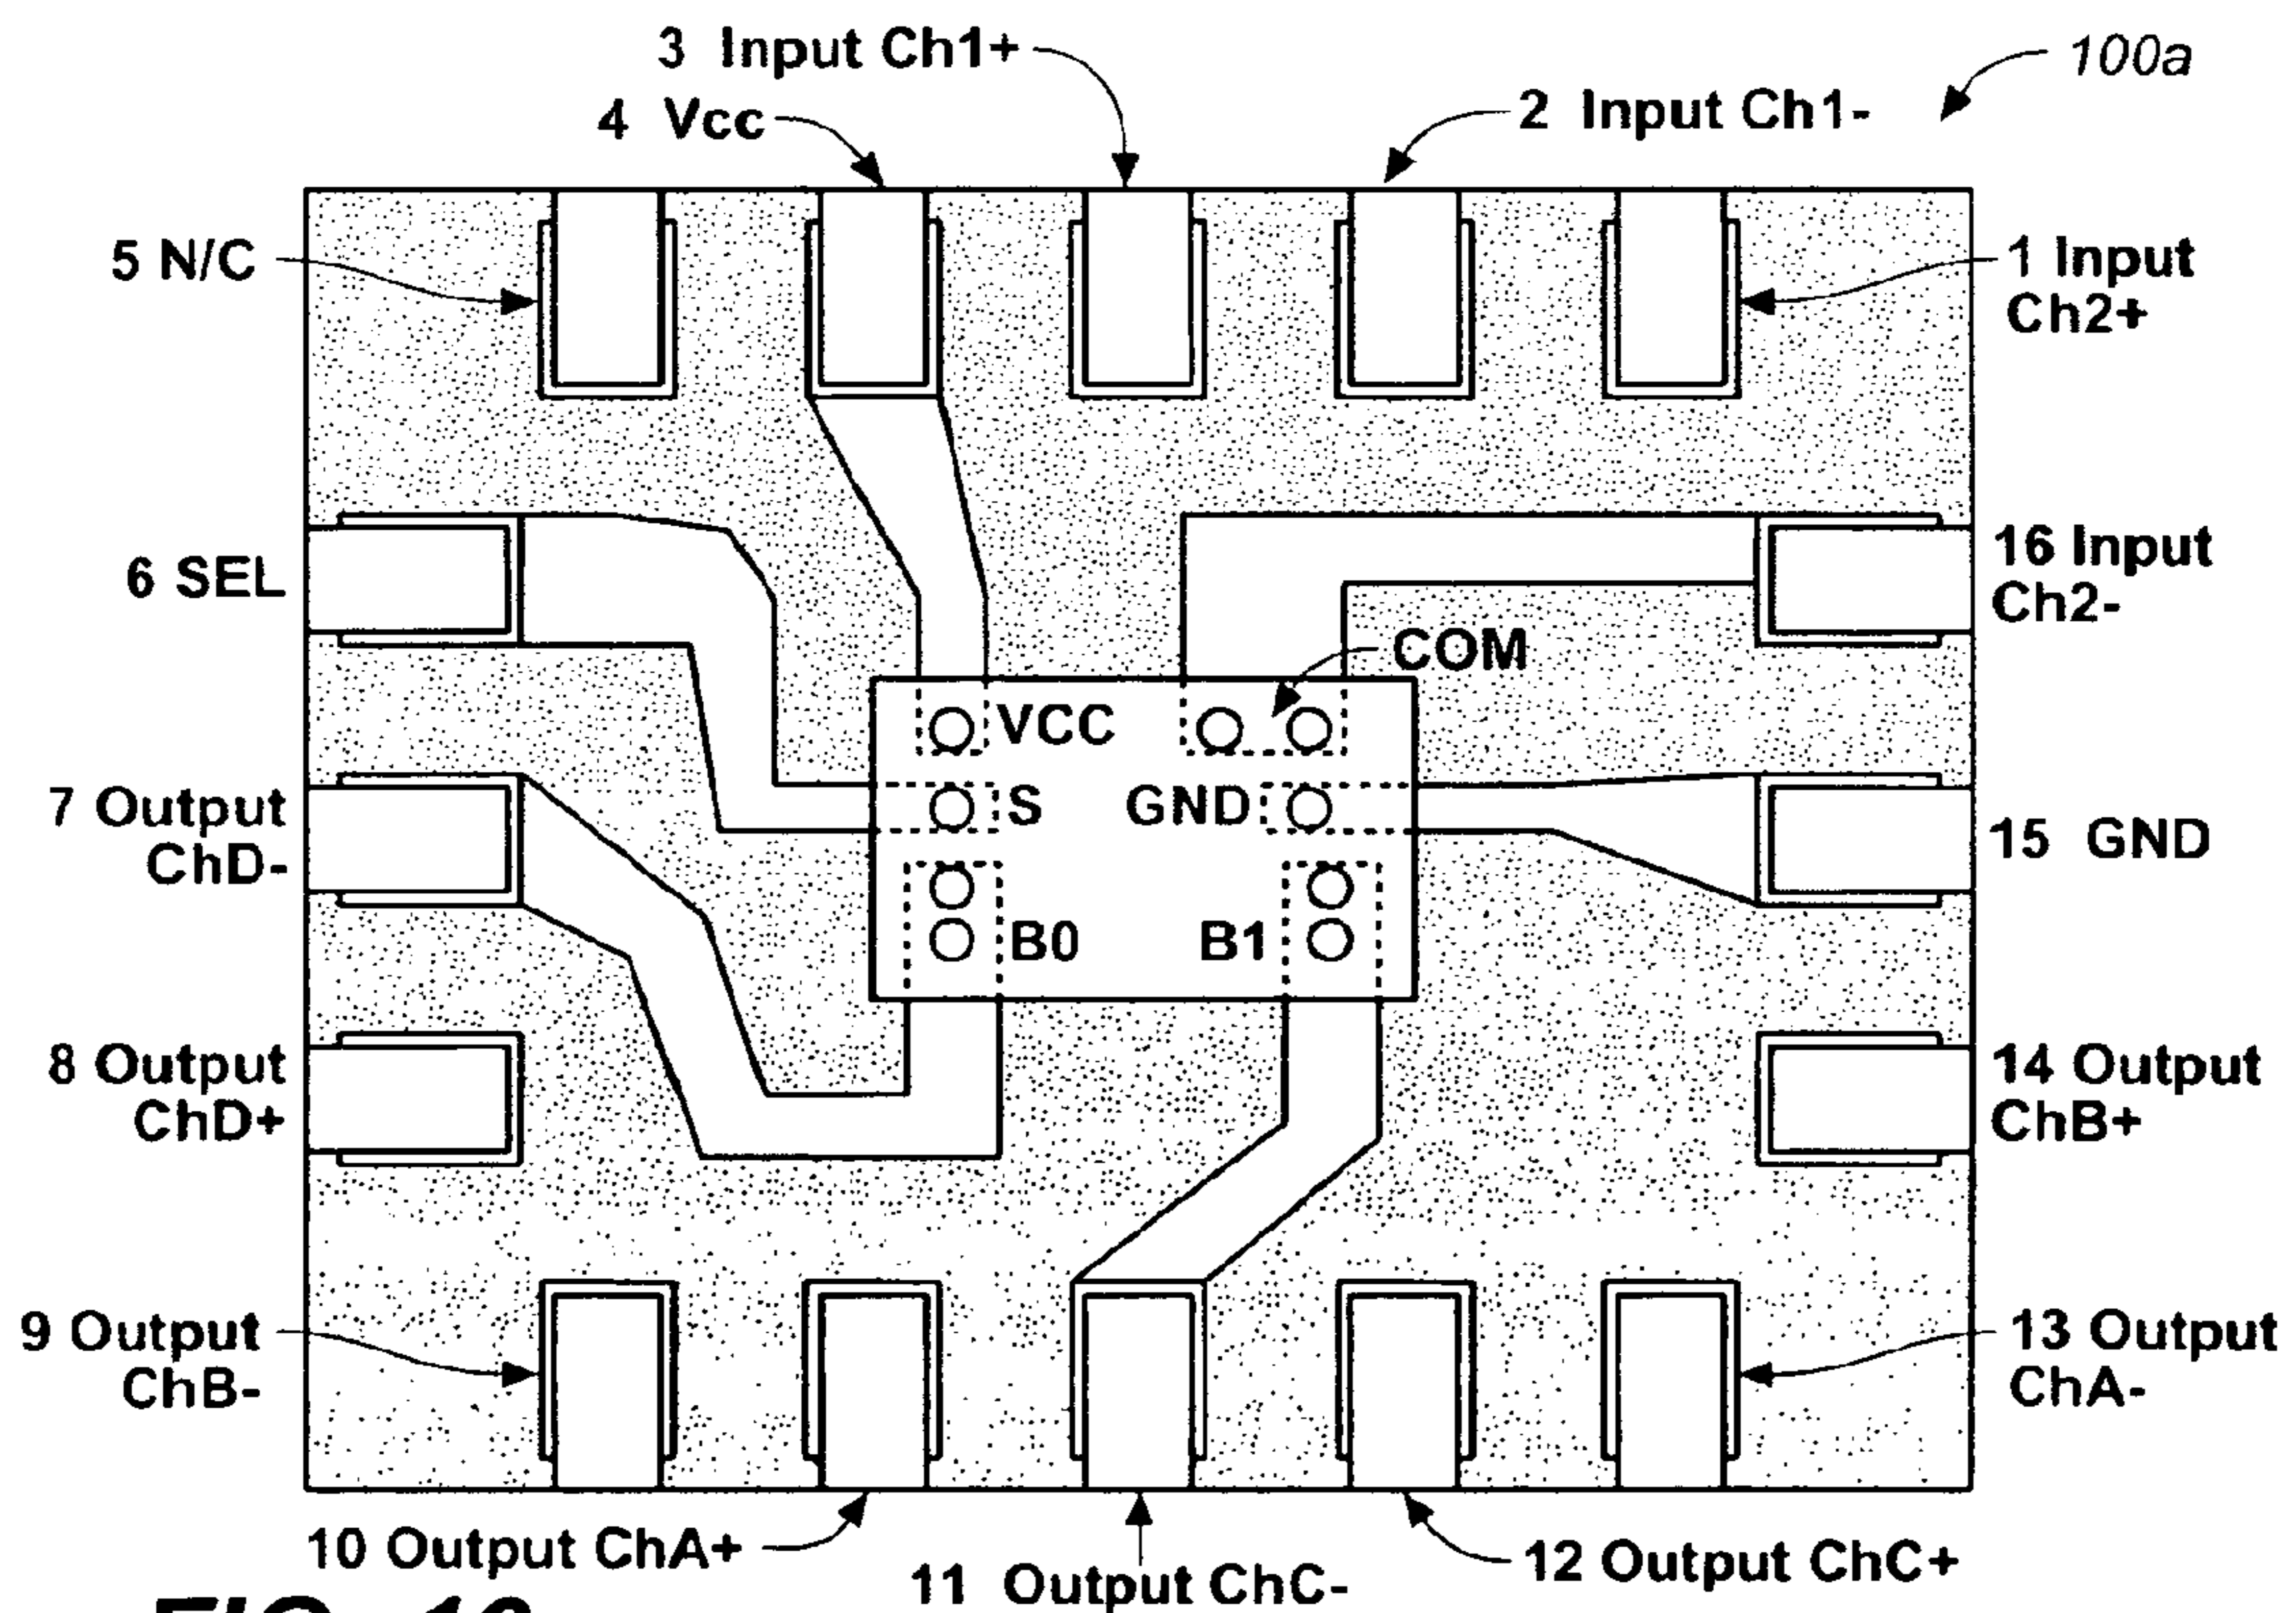 3 Input Ch1+
100a
4 Vcc
2 Input Ch1-
5 N/C
1 Input
Ch2+
6 SEL
16 Input
Ch2-
COM
VCC
7 Output
ChD-
S
GND
15 GND
B0
B1
8 Output
ChD+
14 Output
ChB+
9 Output
ChB-
13 Output
ChA-
10 Output ChA+
11 Output ChC-
12 Output ChC+